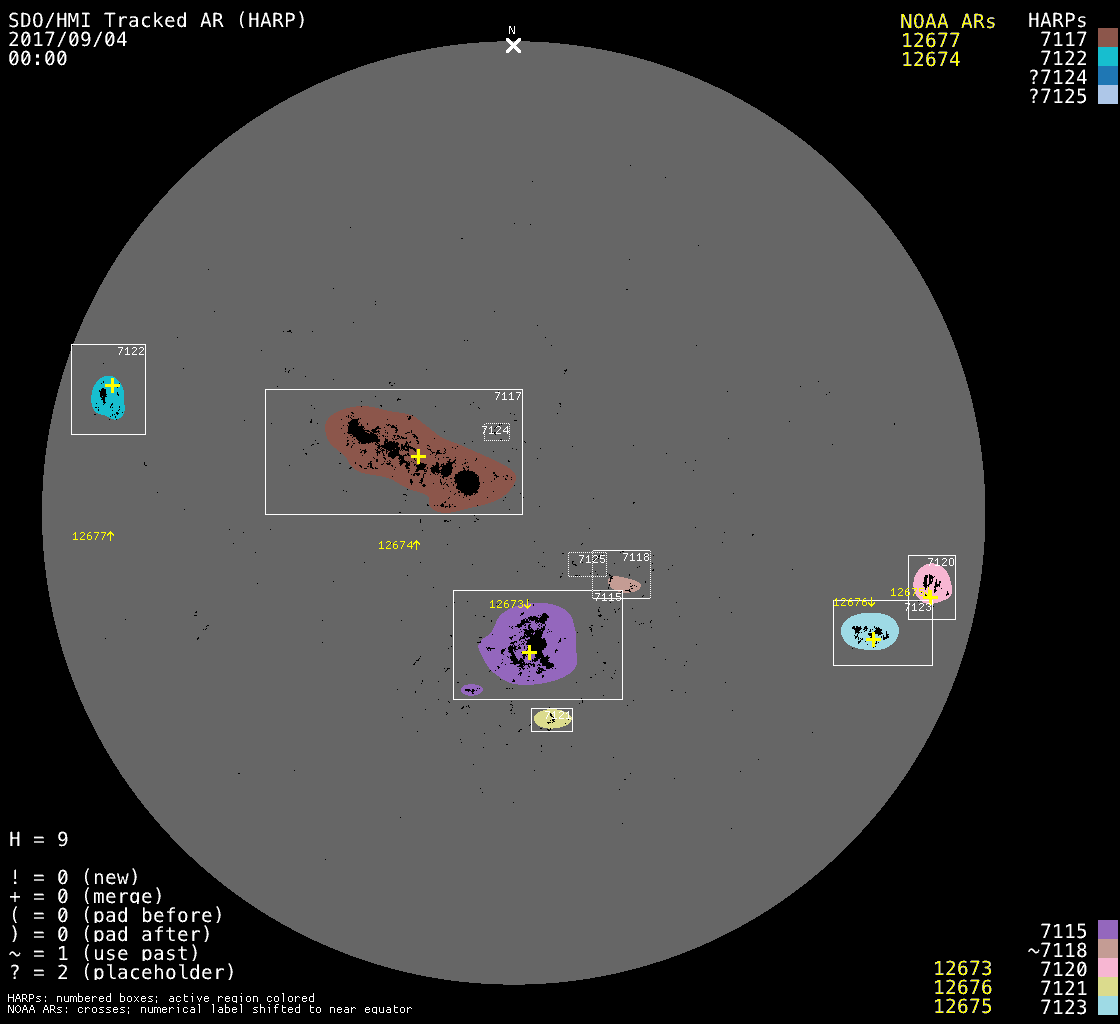 SDO/HMI Tracked AR (HARP)
2017/09/04
00:00
N
NOAA ARs
12677
12674
HARPs
7117
7122
?7124
?7125
7122
7117
7124
12677↑
12674↑
7125
7118
7120
7115
12673↓
12676↓
7123
H = 9
! = 0 (new)
+ = 0 (merge)
( = 0 (pad before)
) = 0 (pad after)
~ = 1 (use past)
? = 2 (placeholder)
HARPs: numbered boxes; active region colored
NOAA ARs: crosses; numerical label shifted to near equator
12673
12676
12675
7115
~7118
7120
7121
7123